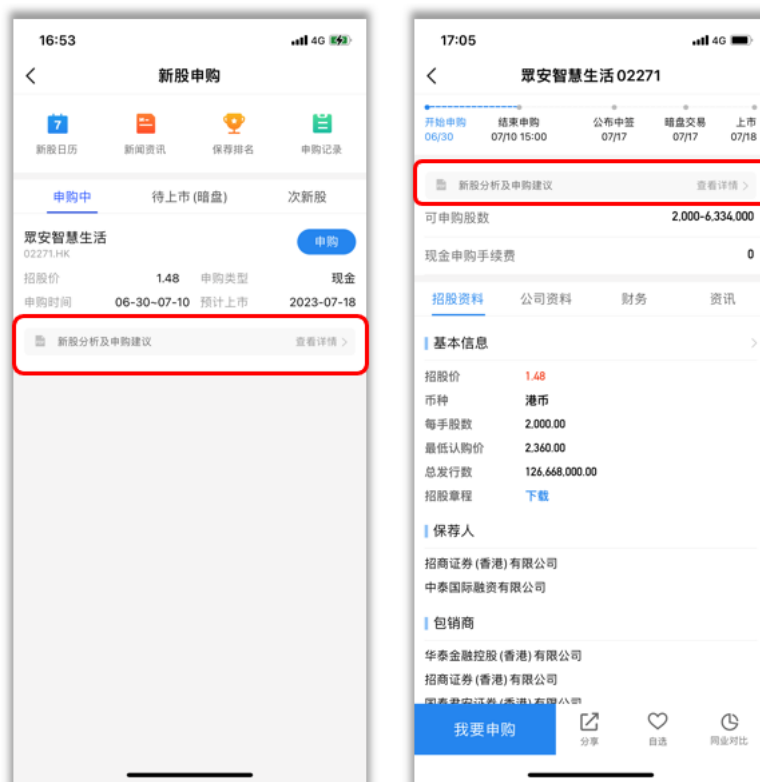 16:53
4G
新股申购
7
新股日历
新闻资讯
保荐排名
申购记录
申购中
待上市(暗盘)
次新股
眾安智慧生活
申购
02271.HK
招股价 1.48 申购类型 现金
申购时间 06-30~07-10 预计上市 2023-07-18
新股分析及申购建议 查看详情 >
17:05
4G
眾安智慧生活 02271
开始申购 结束申购 公布中签 暗盘交易 上市
06/30 07/10 15:00 07/17 07/17 07/18
新股分析及申购建议 查看详情 >
可申购股数 2,000-6,334,000
现金申购手续费 0
招股资料 公司资料 财务 资讯
基本信息
招股价 1.48
币种 港币
每手股数 2,000.00
最低认购价 2,360.00
总发行数 126,668,000.00
招股章程 下载
保荐人
招商证券(香港)有限公司
中泰国际融资有限公司
包销商
华泰金融控股(香港)有限公司
招商证券(香港)有限公司
国泰君安证券(香港)有限公司
我要申购
分享
自选
同业对比